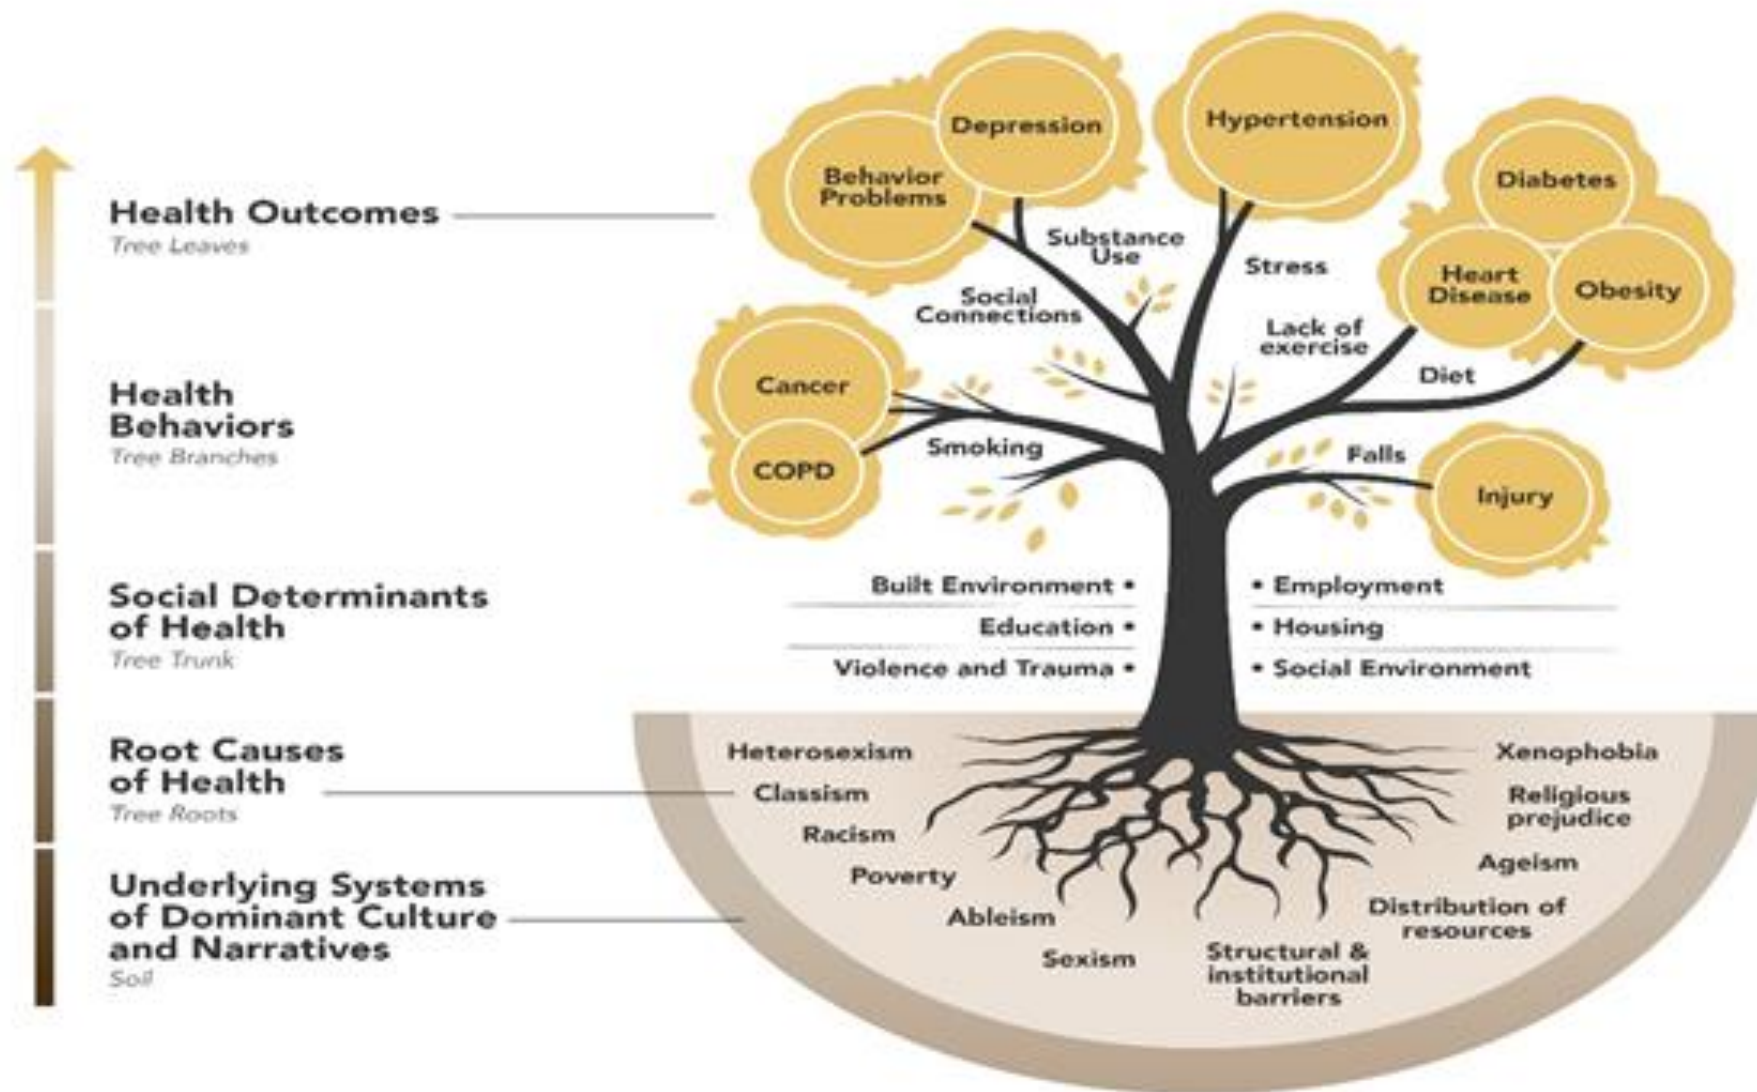 Health Outcomes
Tree Leaves
Health
Behaviors
Tree Branches
Social Determinants
of Health
Tree Trunk
Root Causes
of Health
Tree Roots
Underlying Systems
of Dominant Culture
and Narratives
Soil
Depression
Behavior
Problems
Hypertension
Diabetes
Heart
Disease
Obesity
Substance
Use
Stress
Social
Connections
Lack of
exercise
Diet
Cancer
COPD
Smoking
Falls
Injury
Built Environment •
Education •
Violence and Trauma •
• Employment
• Housing
• Social Environment
Heterosexism
Classism
Racism
Poverty
Ableism
Sexism
Structural &
institutional
barriers
Distribution of
resources
Ageism
Religious
prejudice
Xenophobia